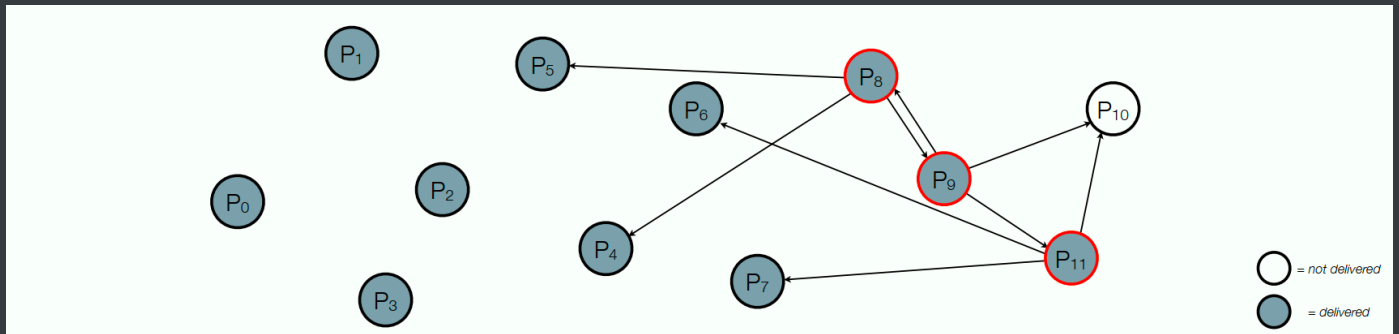 P1
P5
P8
P6
P10
P9
P2
P0
P4
P11
P7
P3
= not delivered
= delivered